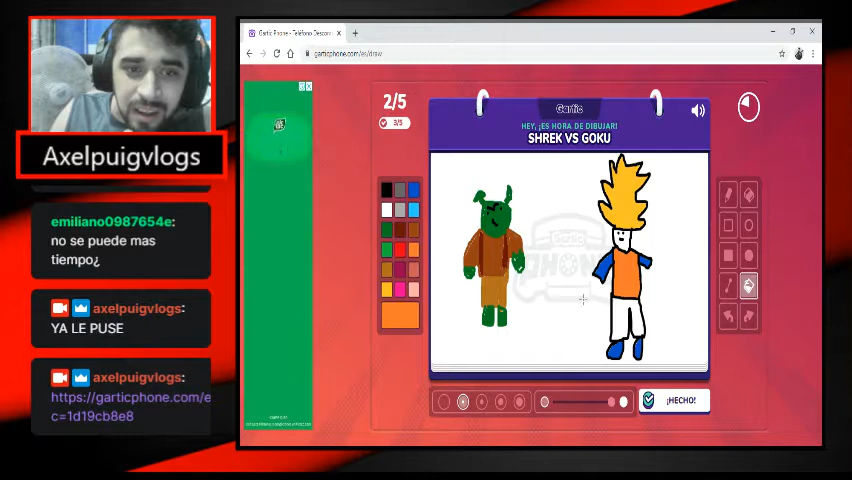 Axelpuigvlogs
emiliano0987654e:
no se puede mas
tiempo¿
axelpuigvlogs:
YA LE PUSE
axelpuigvlogs:
https://garticphone.com/e
c=1d19cb8e8
Gartic Phone - Teléfono Descom
garticphone.com/es/draw
2/5
3/5
Gartic
HEY, ¡ES HORA DE DIBUJAR!
SHREK VS GOKU
Gartic
PHONE
¡HECHO!